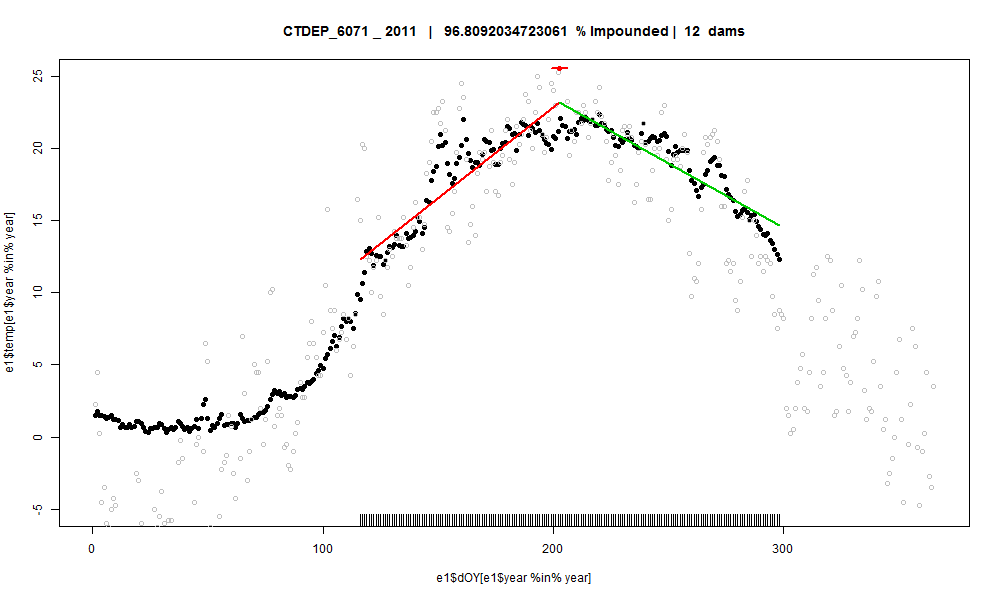 CTDEP_6071 _ 2011 | 96.8092034723061 % Impounded | 12 dams
e1$temp[e1$year %in% year]
25
20
15
10
5
0
-5
0 100 200 300
e1$dOY[e1$year %in% year]